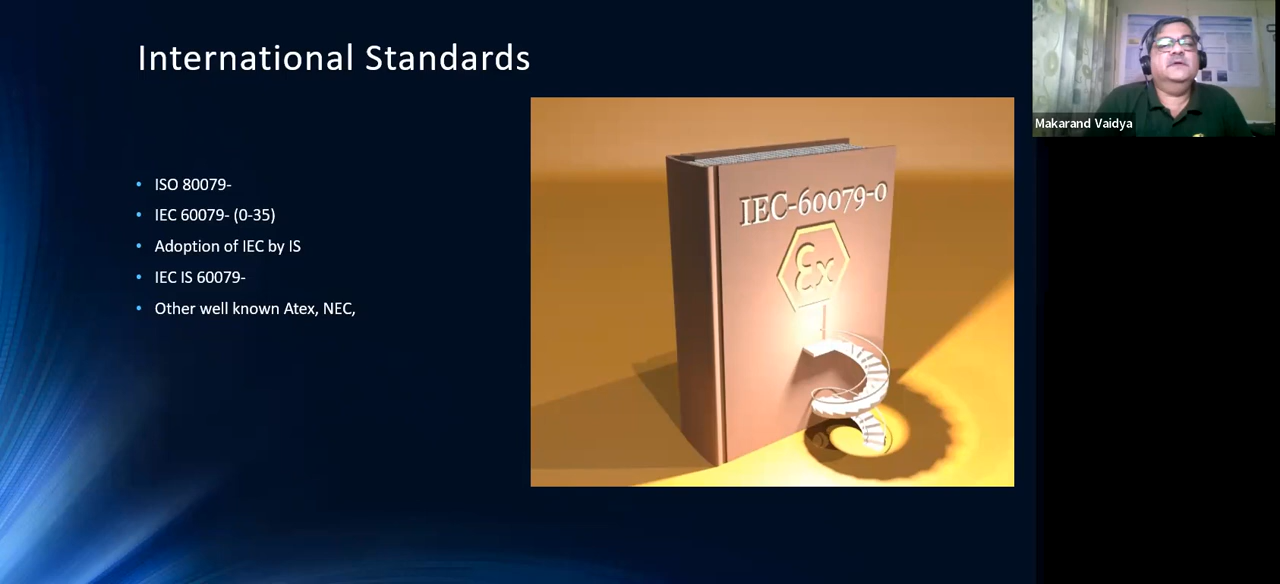 International Standards
ISO 80079-
IEC 60079- (0-35)
Adoption of IEC by IS
IEC IS 60079-
Other well known Atex, NEC,
IEC-60079-0
Ex
Makarand Vaidya